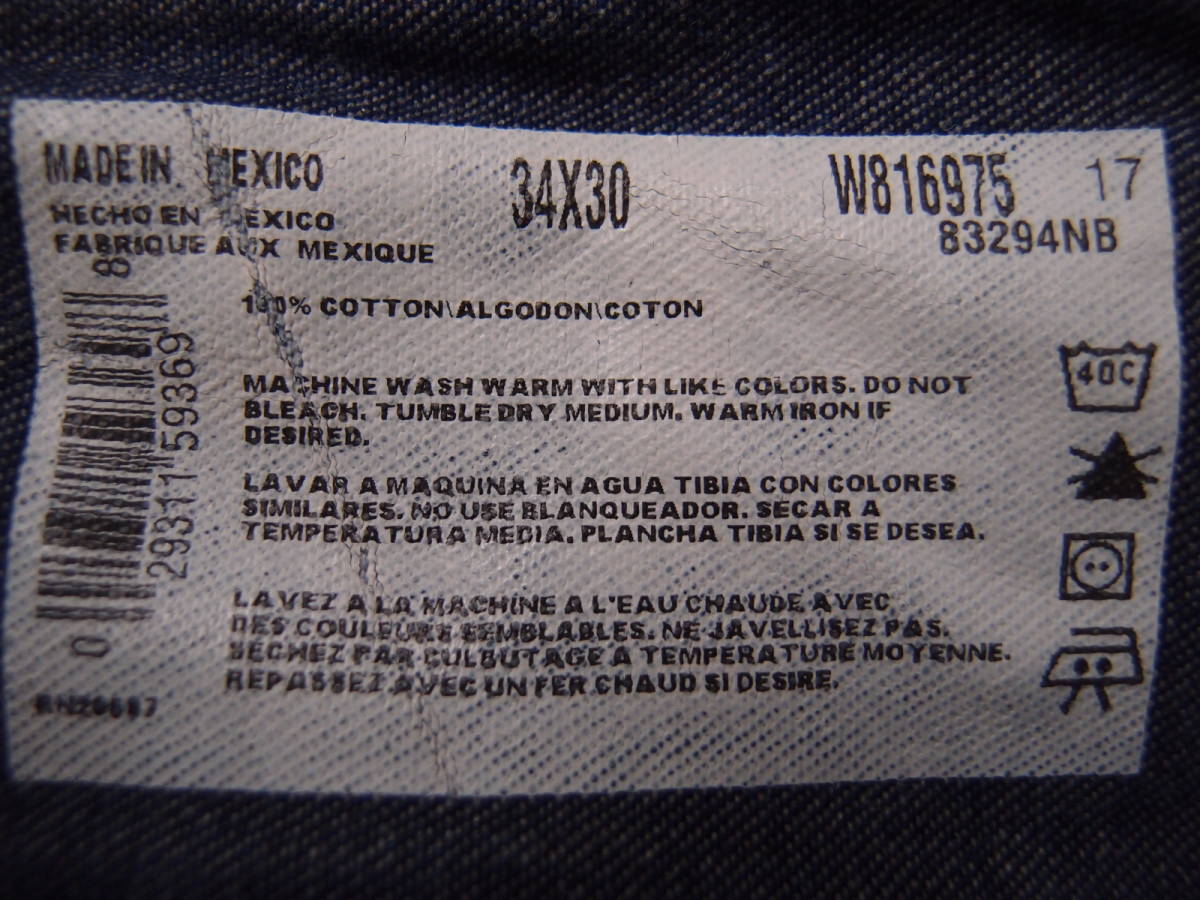 MADE IN MEXICO
34X30
W816975 17
HECHO EN MEXICO
83294NB
FABRIQUE AUX MEXIQUE
100% COTTON\ALGODON\COTON
MACHINE WASH WARM WITH LIKE COLORS. DO NOT
BLEACH. TUMBLE DRY MEDIUM. WARM IRON IF
DESIRED.
LAVAR A MAQUINA EN AGUA TIBIA CON COLORES
SIMILARES. NO USE BLANQUEADOR. SECAR A
TEMPERATURA MEDIA. PLANCHA TIBIA SI SE DESEA.
LAVEZ A LA MACHINE A L'EAU CHAUDE AVEC
DES COULEURS SEMBLABLES. NE JAVELLISEZ PAS.
SECHEZ PAR CULBUTAGE A TEMPERATURE MOYENNE.
REPASSEZ AVEC UN FER CHAUD SI DESIRE.
40C
0 29311 59369 8